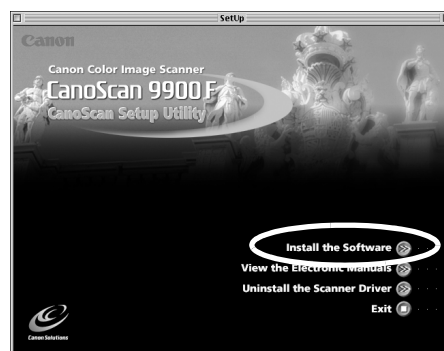 SetUp
Canon
Canon Color Image Scanner
CanoScan 9900F
CanoScan Setup Utility
Install the Software
View the Electronic Manuals
Uninstall the Scanner Driver
Exit
Canon Solutions